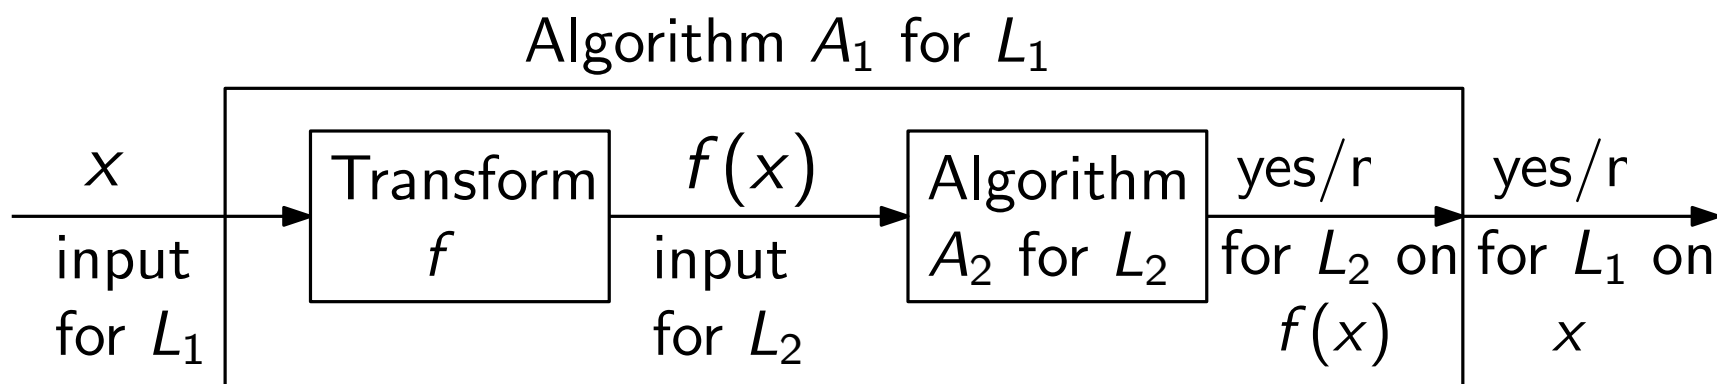 Algorithm A₁ for L₁
x
input
for L₁
Transform
f
f(x)
input
for L₂
Algorithm
A₂ for L₂
yes/r
for L₂ on
f(x)
yes/r
for L₁ on
x